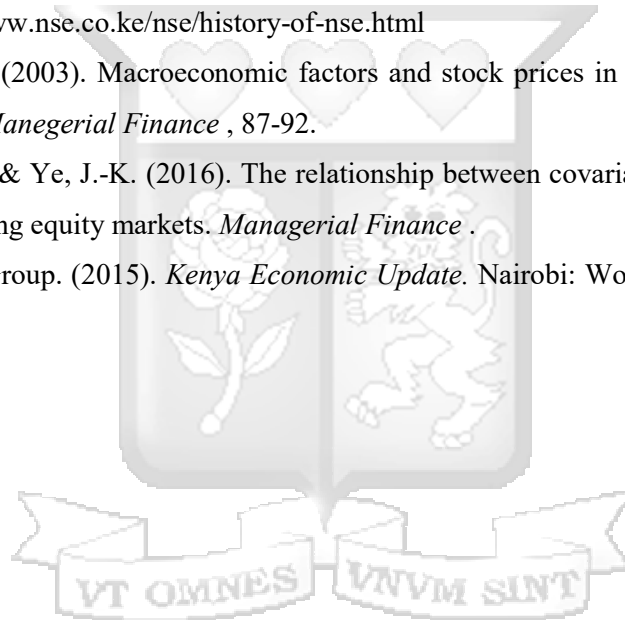 ww.nse.co.ke/nse/history-of-nse.html
(2003). Macroeconomic factors and stock prices in
Manegerial Finance , 87-92.
& Ye, J.-K. (2016). The relationship between covaria
ng equity markets. Managerial Finance .
roup. (2015). Kenya Economic Update. Nairobi: Wo
VT OMNES VNVM SINT